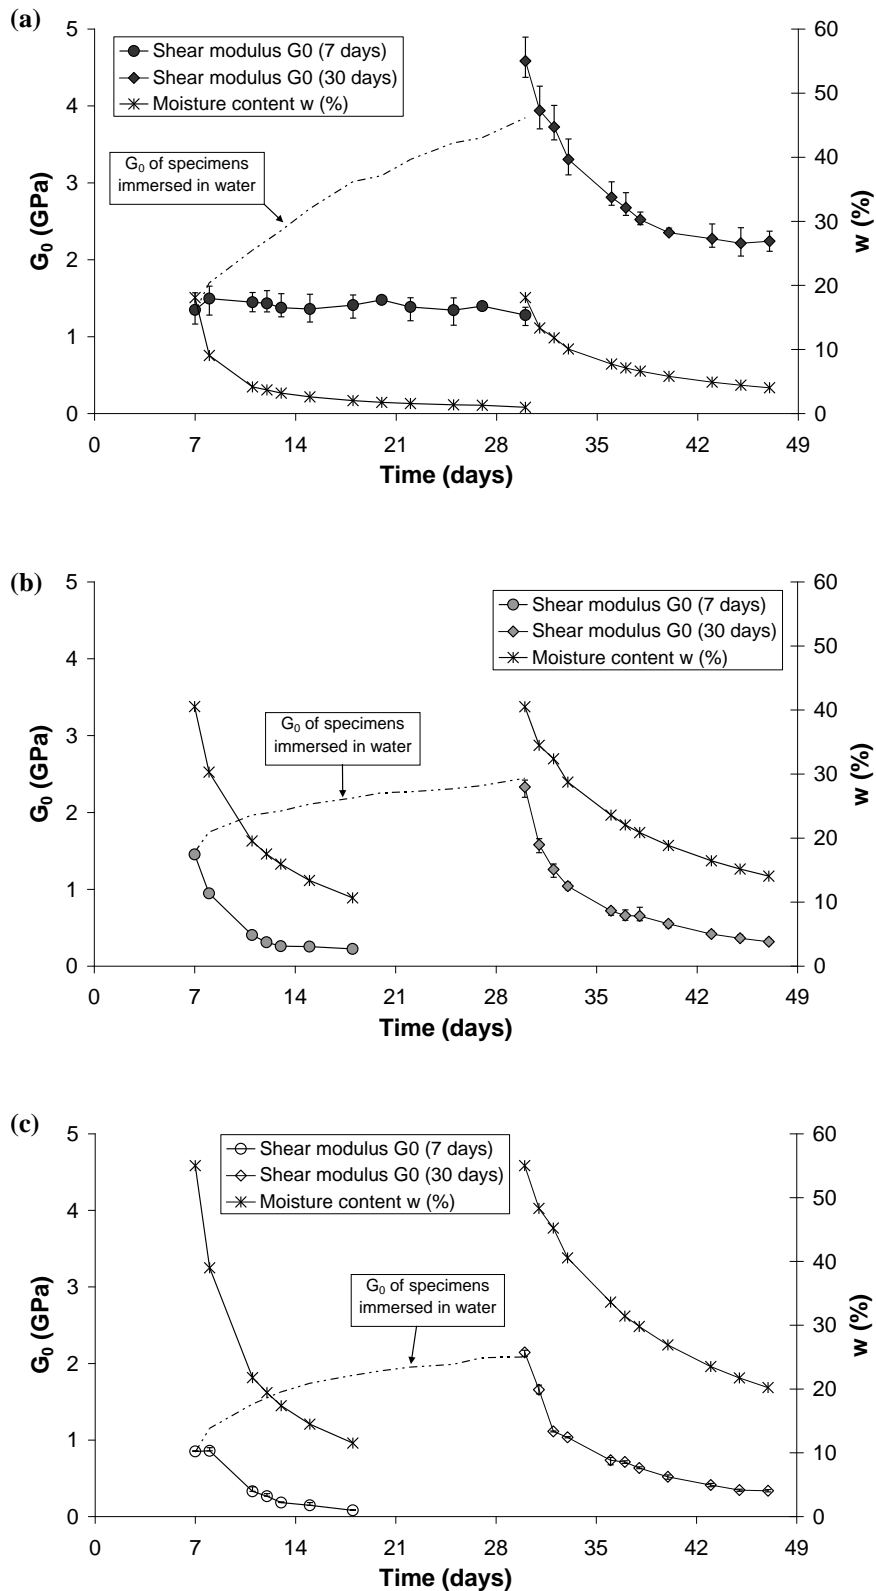 (a)
5
4
3
2
1
0
G₀ (GPa)
60
50
40
30
20
10
0
w (%)
Shear modulus G0 (7 days)
Shear modulus G0 (30 days)
Moisture content w (%)
G₀ of specimens
immersed in water
0 7 14 21 28 35 42 49
Time (days)
(b)
5
4
3
2
1
0
G₀ (GPa)
60
50
40
30
20
10
0
w (%)
Shear modulus G0 (7 days)
Shear modulus G0 (30 days)
Moisture content w (%)
G₀ of specimens
immersed in water
0 7 14 21 28 35 42 49
Time (days)
(c)
5
4
3
2
1
0
G₀ (GPa)
60
50
40
30
20
10
0
w (%)
Shear modulus G0 (7 days)
Shear modulus G0 (30 days)
Moisture content w (%)
G₀ of specimens
immersed in water
0 7 14 21 28 35 42 49
Time (days)